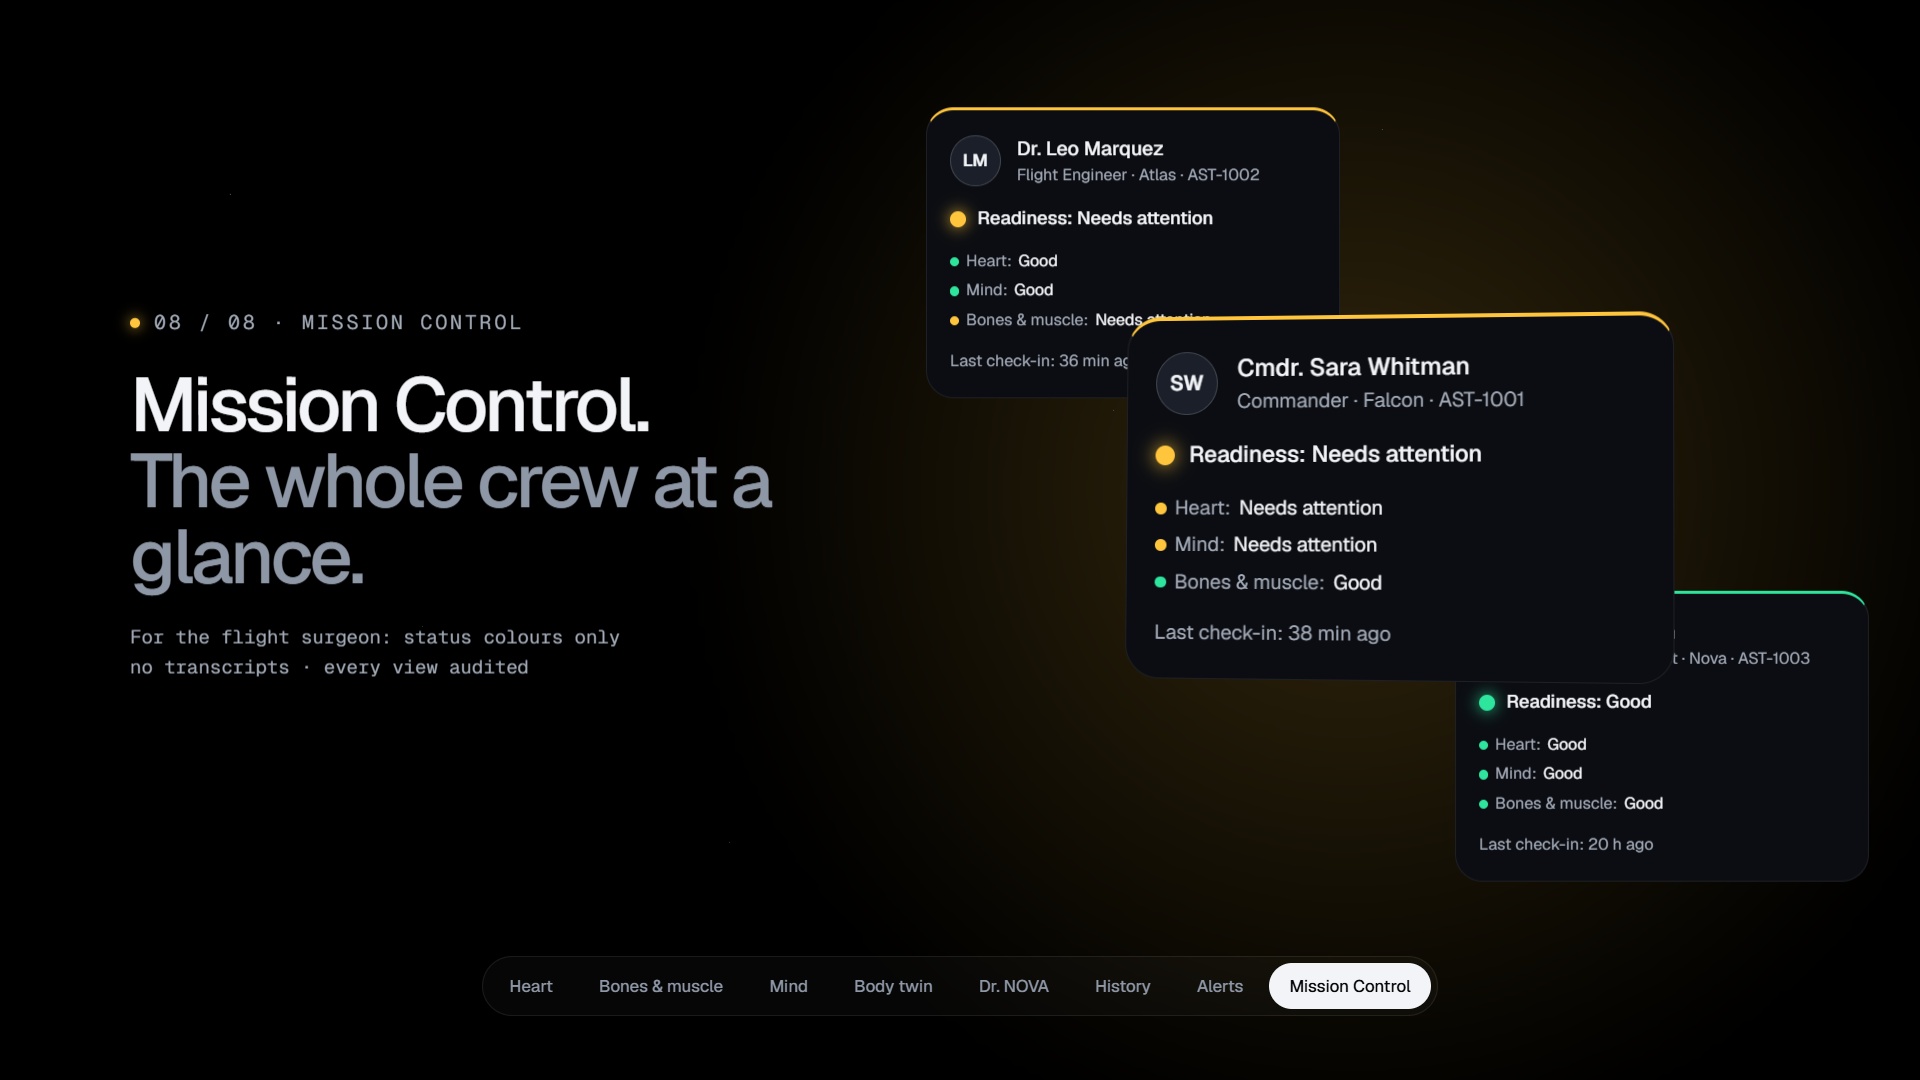 08 / 08 · MISSION CONTROL
Mission Control.
The whole crew at a
glance.
For the flight surgeon: status colours only
no transcripts · every view audited
LM
Dr. Leo Marquez
Flight Engineer · Atlas · AST-1002
Readiness: Needs attention
Heart: Good
Mind: Good
Bones & muscle: Needs attention
Last check-in: 36 min
SW
Cmdr. Sara Whitman
Commander · Falcon · AST-1001
Readiness: Needs attention
Heart: Needs attention
Mind: Needs attention
Bones & muscle: Good
Last check-in: 38 min ago
· Nova · AST-1003
Readiness: Good
Heart: Good
Mind: Good
Bones & muscle: Good
Last check-in: 20 h ago
Heart
Bones & muscle
Mind
Body twin
Dr. NOVA
History
Alerts
Mission Control